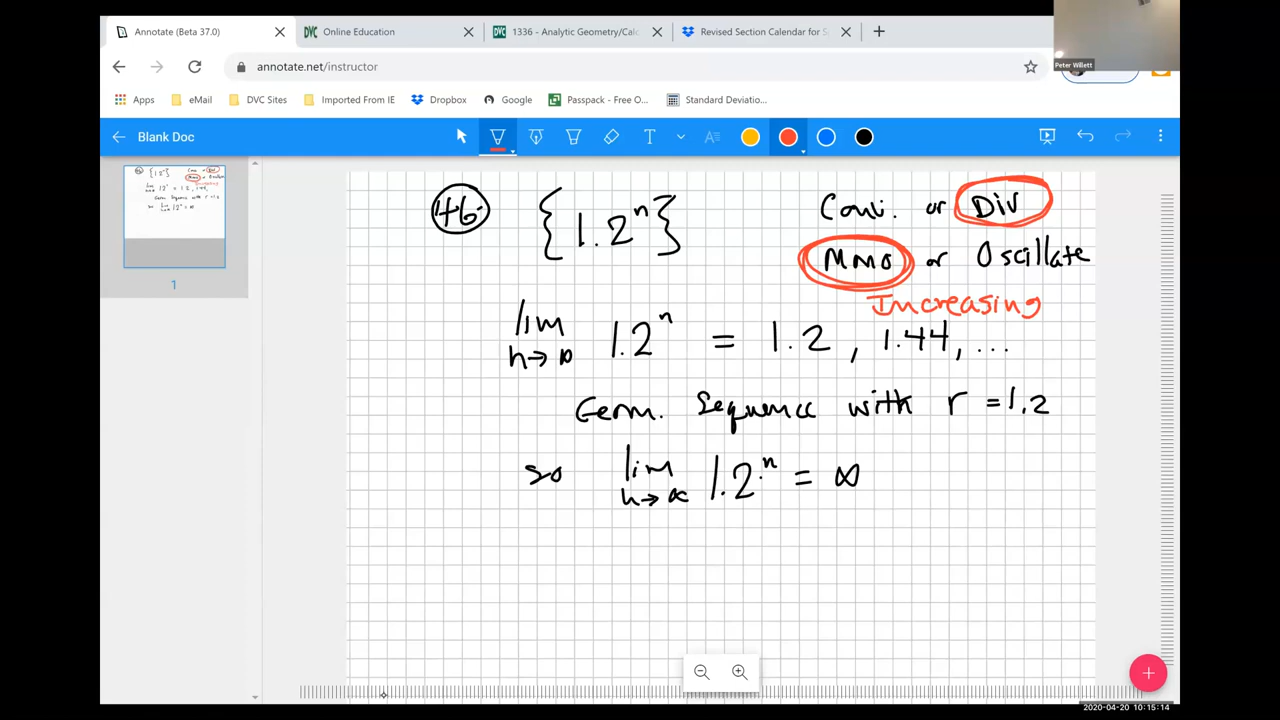 Annotate (Beta 37.0)
Online Education
1336 - Analytic Geometry/Calc
Revised Section Calendar for S
annotate.net/instructor
Peter Willett
Apps
eMail
DVC Sites
Imported From IE
Dropbox
Google
Passpack - Free O...
Standard Deviatio...
Blank Doc
1
46 { 1.2ⁿ } Conv. or Div
Mono or Oscillate
Increasing
lim n→∞ 1.2ⁿ = 1.2, 1.44, ...
Geom. Sequence with r = 1.2
so lim n→∞ 1.2ⁿ = ∞
2020-04-20 10:15:14